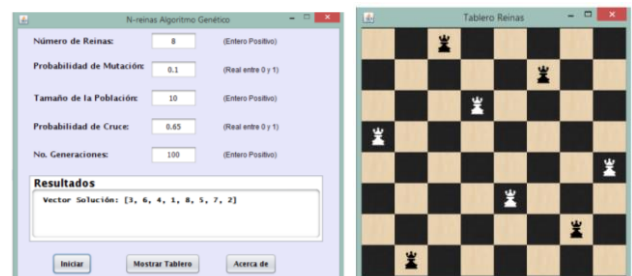 N-reinas Algoritmo Genético
Número de Reinas: 8 (Entero Positivo)
Probabilidad de Mutación: 0.1 (Real entre 0 y 1)
Tamaño de la Población: 10 (Entero Positivo)
Probabilidad de Cruce: 0.65 (Real entre 0 y 1)
No. Generaciones: 100 (Entero Positivo)
Resultados
Vector Solución: [3, 6, 4, 1, 8, 5, 7, 2]
Iniciar Mostrar Tablero Acerca de
Tablero Reinas